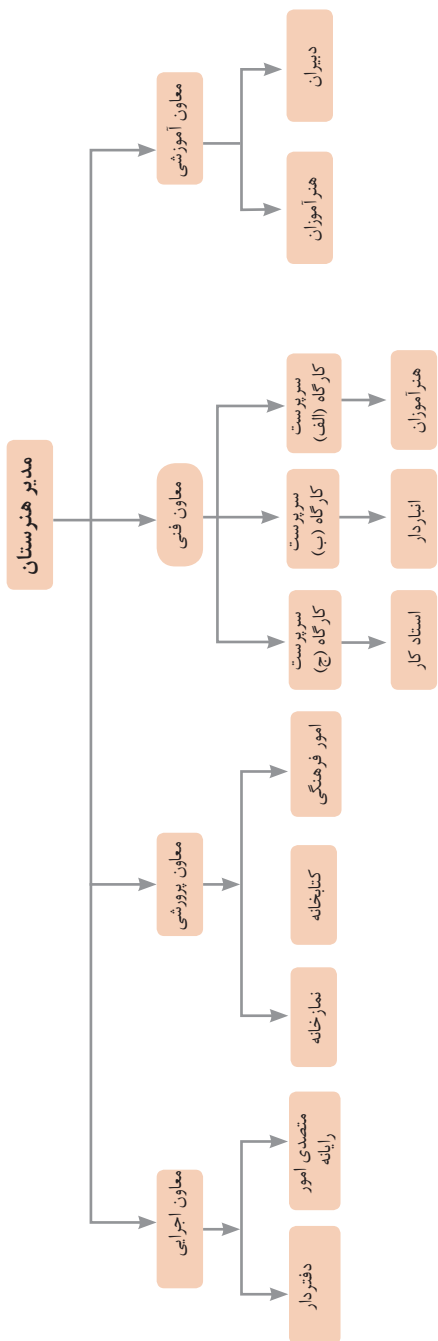 مدیر هنرستان
معاون آموزشی
معاون فنی
معاون پرورشی
معاون اجرایی
دبیران
هنرآموزان
سرپرست
کارگاه (الف)
سرپرست
کارگاه (ب)
سرپرست
کارگاه (ج)
امور فرهنگی
کتابخانه
نمازخانه
متصدی امور
رایانه
دفتردار
هنرآموزان
انباردار
استاد کار